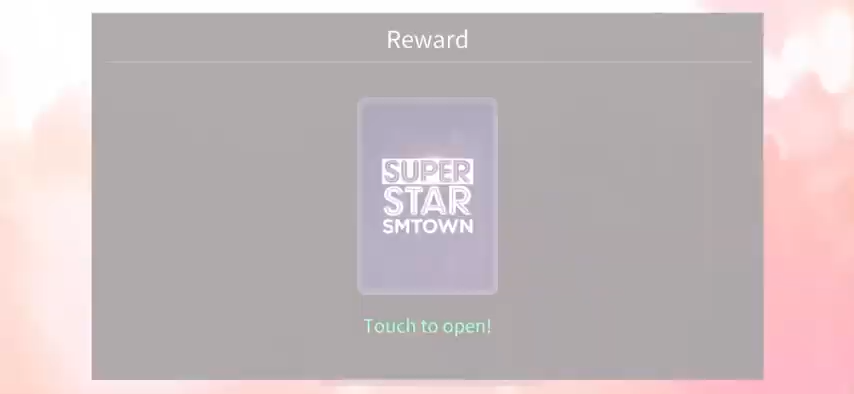 Reward
SUPER
STAR
SMTOWN
Touch to open!